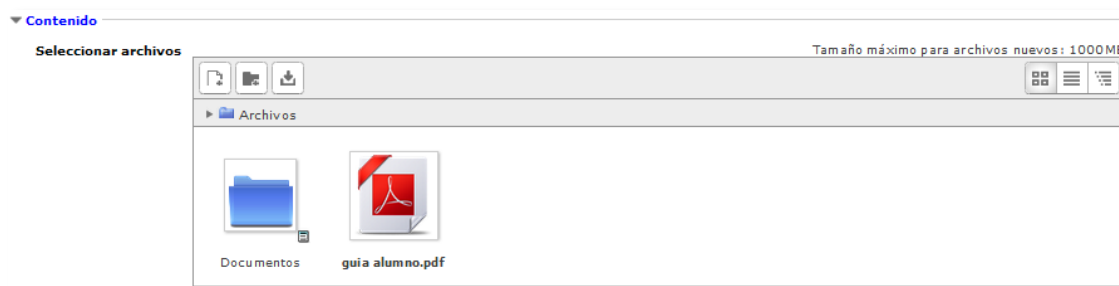 Contenido
Seleccionar archivos
Tamaño máximo para archivos nuevos: 1000MB
Archivos
Documentos
guia alumno.pdf